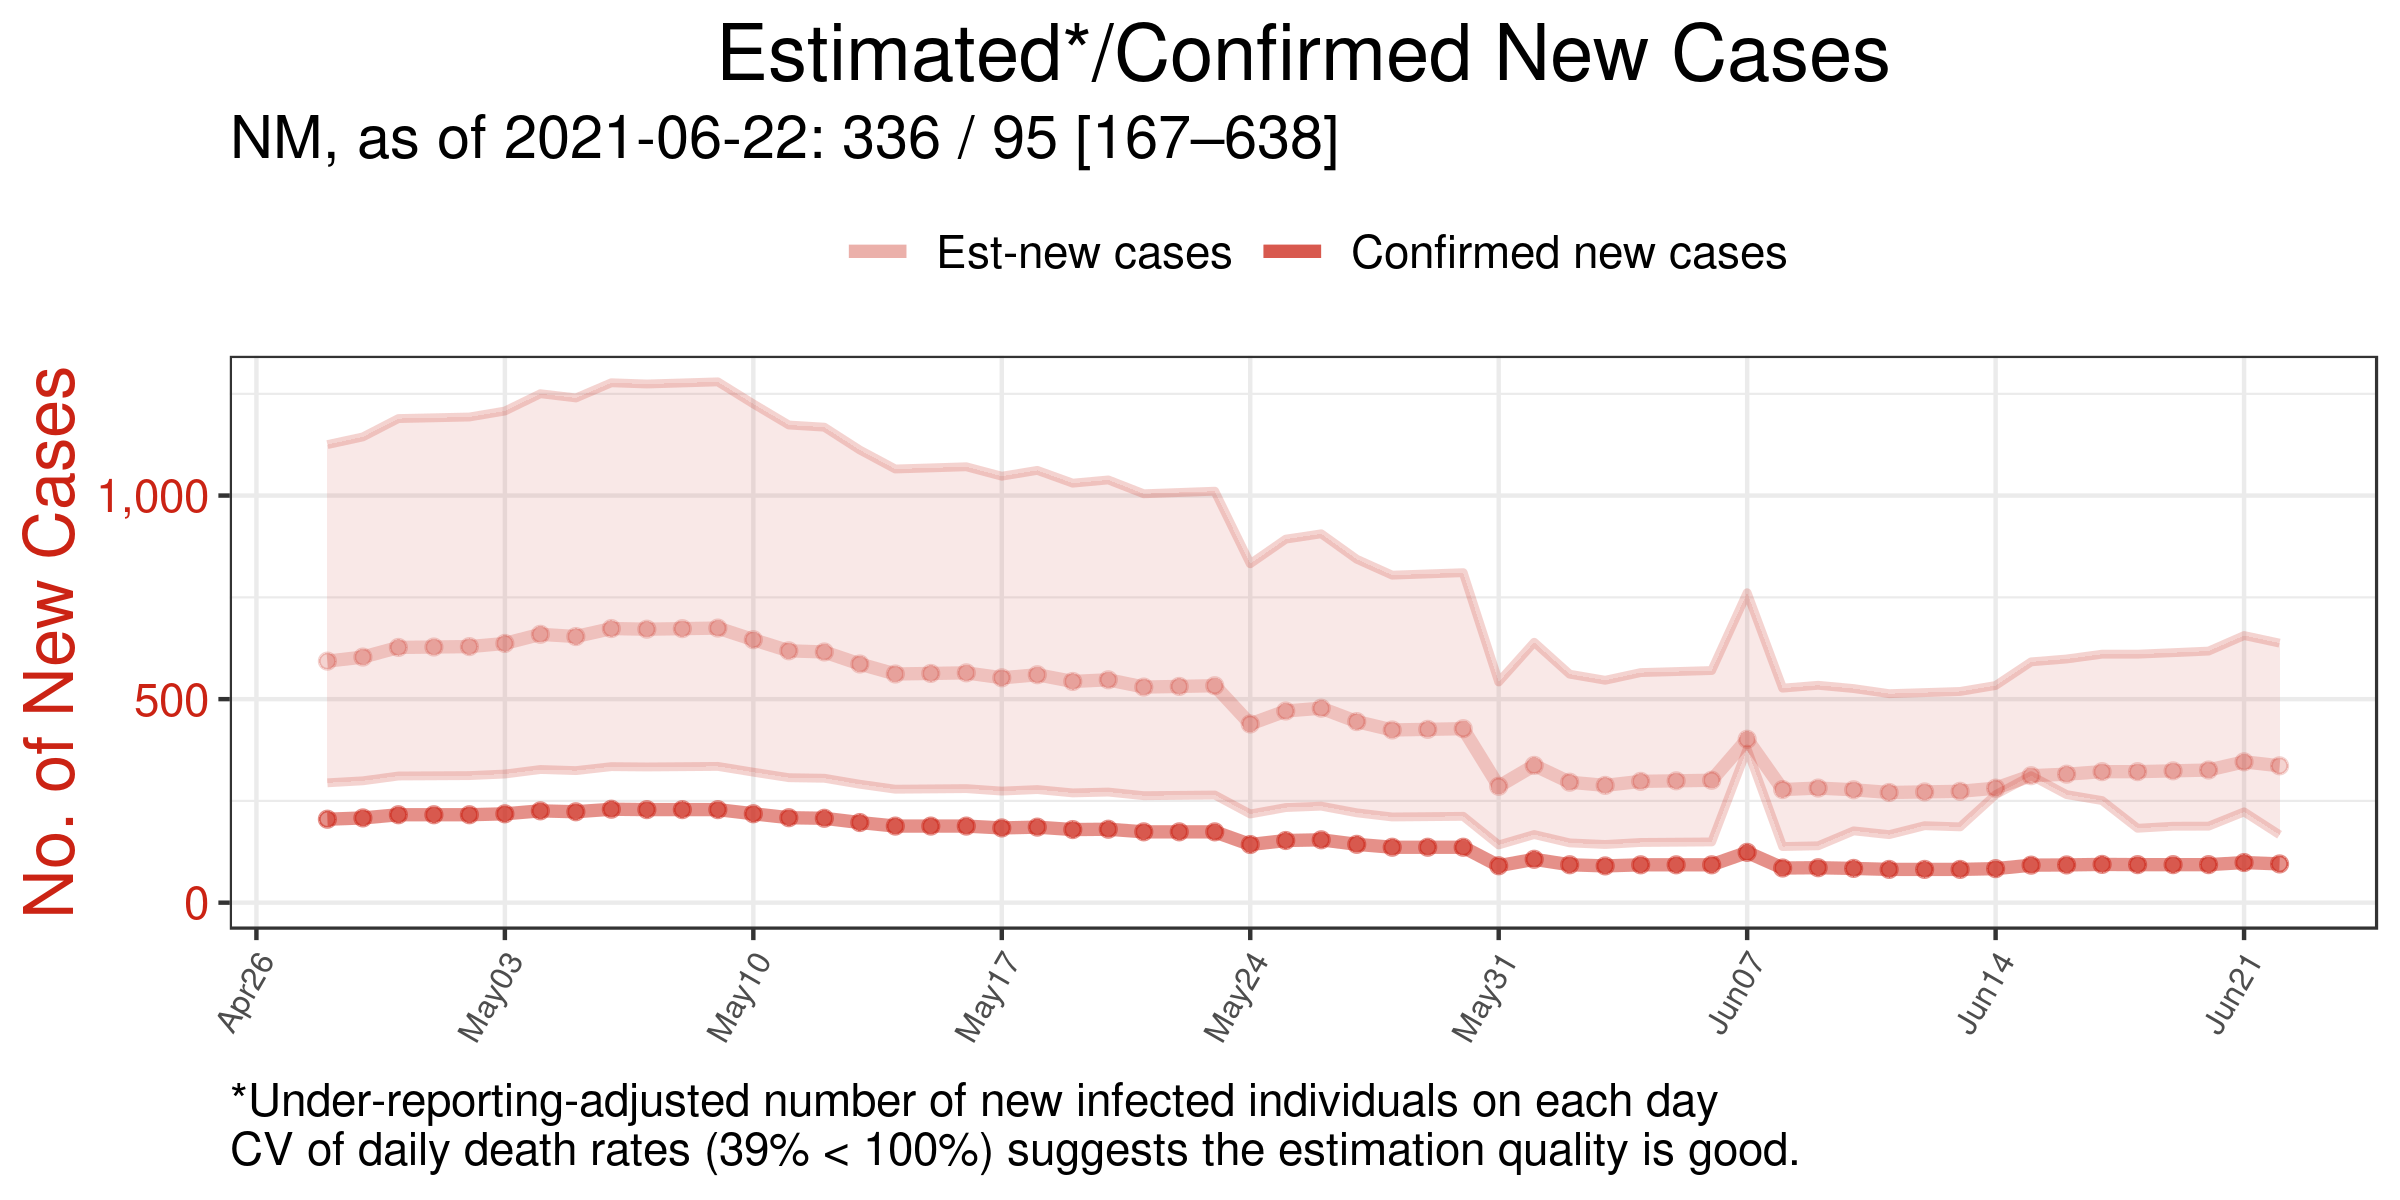 Estimated*/Confirmed New Cases
NM, as of 2021-06-22: 336 / 95 [167–638]
Est-new cases
Confirmed new cases
No. of New Cases
1,000
500
0
Apr26
May03
May10
May17
May24
May31
Jun07
Jun14
Jun21
*Under-reporting-adjusted number of new infected individuals on each day
CV of daily death rates (39% < 100%) suggests the estimation quality is good.